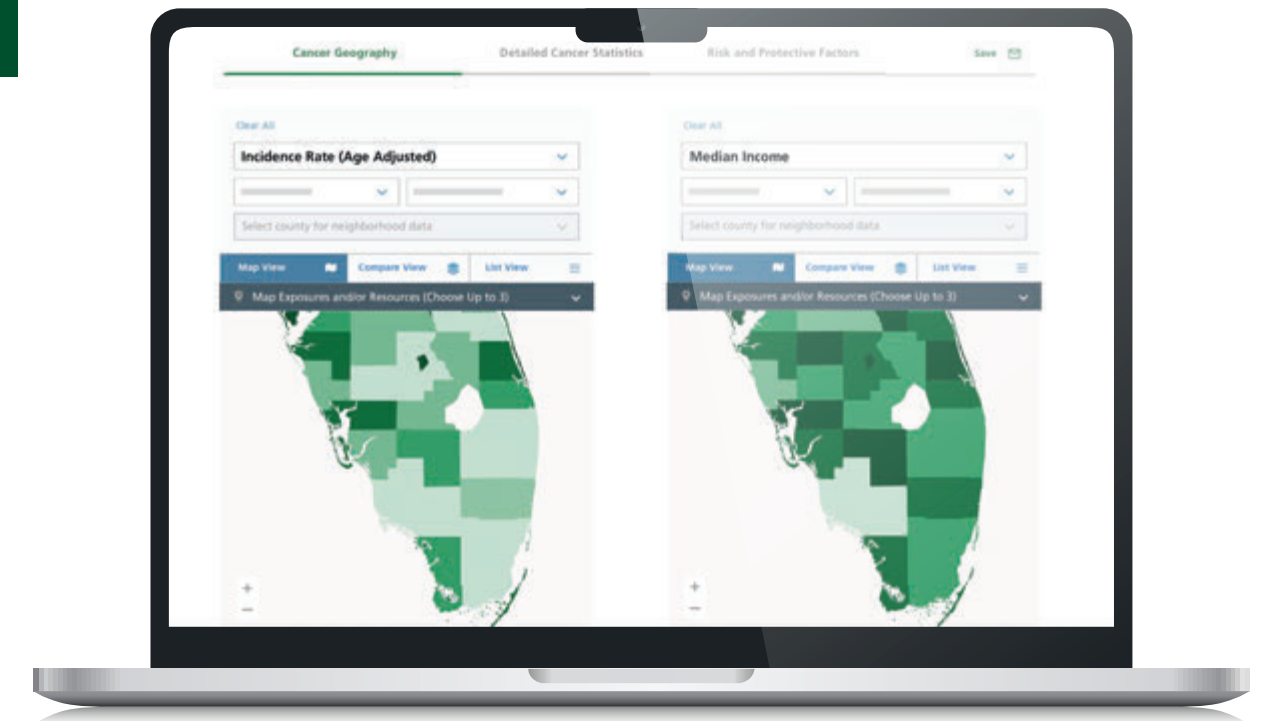 Cancer Geography
Detailed Cancer Statistics
Risk and Protective Factors
Save
Clear All
Incidence Rate (Age Adjusted)
Select county for neighborhood data
Map View
Compare View
List View
Map Exposures and/or Resources (Choose Up to 3)
+
−
Clear All
Median Income
Select county for neighborhood data
Map View
Compare View
List View
Map Exposures and/or Resources (Choose Up to 3)
+
−